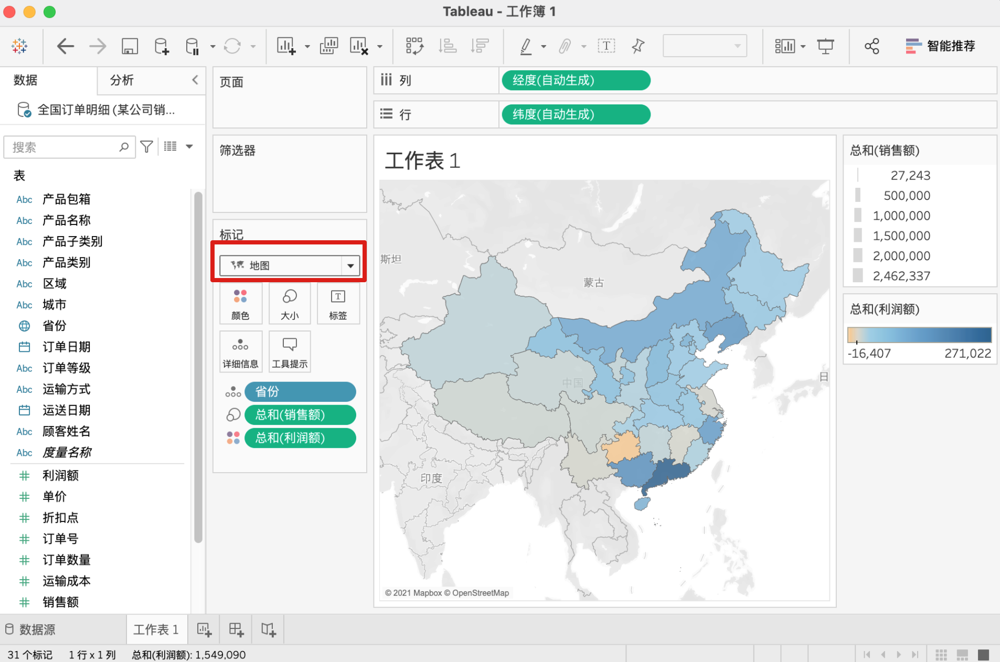 Tableau - 工作簿 1
智能推荐
数据
分析
全国订单明细 (某公司销...
搜索
表
Abc 产品包箱
Abc 产品名称
Abc 产品子类别
Abc 产品类别
Abc 区域
Abc 城市
省份
订单日期
Abc 订单等级
Abc 运输方式
运送日期
Abc 顾客姓名
Abc 度量名称
利润额
单价
折扣点
订单号
订单数量
运输成本
销售额
页面
筛选器
标记
地图
颜色
大小
标签
详细信息
工具提示
省份
总和(销售额)
总和(利润额)
列
经度(自动生成)
行
纬度(自动生成)
工作表 1
斯坦
蒙古
中国
日
印度
© 2021 Mapbox © OpenStreetMap
总和(销售额)
27,243
500,000
1,000,000
1,500,000
2,000,000
2,462,337
总和(利润额)
-16,407
271,022
数据源
工作表 1
31 个标记
1 行 x 1 列
总和(利润额): 1,549,090